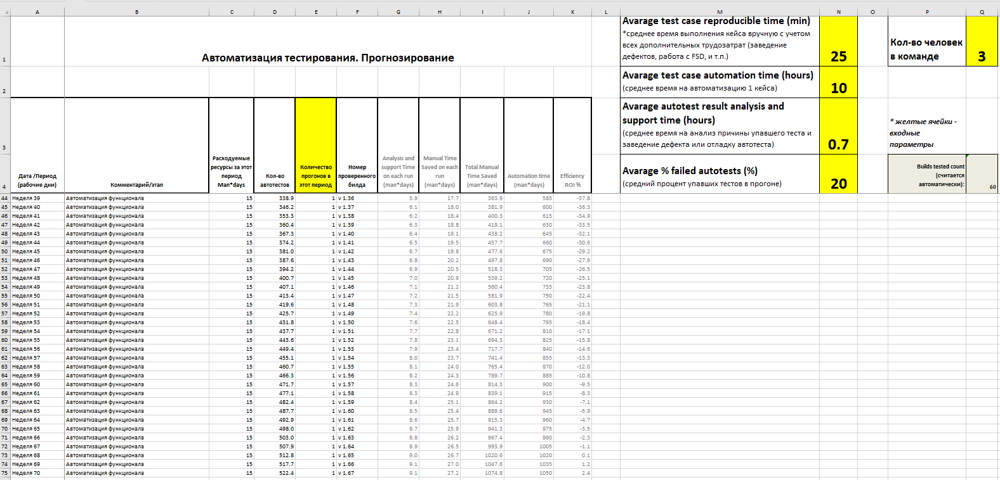 A B C D E F G H I J K L M N O P Q
1
Автоматизация тестирования. Прогнозирование
Avarage test case reproducible time (min)
*среднее время выполнения кейса вручную с учетом
всех дополнительных трудозатрат (заведение
дефектов, работа с FSD, и т.п.)
25
Кол-во человек
в команде
3
2
Avarage test case automation time (hours)
(среднее время на автоматизацию 1 кейса)
10
3
Avarage autotest result analysis and
support time (hours)
(среднее время на анализ причины упавшего теста и
заведение дефекта или отладку автотеста)
0.7
* желтые ячейки -
входные
параметры
4
Дата /Период
(рабочие дни)
Комментарий/этап
Расходуемые
ресурсы за этот
период
Man*days
Кол-во
автотестов
Количество
прогонов в
этот период
Номер
проверенного
билда
Analysis and
support Time
on each run
(man*days)
Manual Time
Saved on each
run
(man*days)
Total Manual
Time Saved
(man*days)
Automation time
(man*days)
Efficiency
ROI %
Avarage % failed autotests (%)
(средний процент упавших тестов в прогоне)
20
Builds tested count
(считается
автоматически):
60
44 Неделя 39 Автоматизация функционала 15 338.9 1 v 1.36 5.9 17.7 363.9 585 -37.8
45 Неделя 40 Автоматизация функционала 15 346.2 1 v 1.37 6.1 18.0 381.9 600 -36.3
46 Неделя 41 Автоматизация функционала 15 353.3 1 v 1.38 6.2 18.4 400.3 615 -34.9
47 Неделя 42 Автоматизация функционала 15 360.4 1 v 1.39 6.3 18.8 419.1 630 -33.5
48 Неделя 43 Автоматизация функционала 15 367.3 1 v 1.40 6.4 19.1 438.2 645 -32.1
49 Неделя 44 Автоматизация функционала 15 374.2 1 v 1.41 6.5 19.5 457.7 660 -30.6
50 Неделя 45 Автоматизация функционала 15 381.0 1 v 1.42 6.7 19.8 477.6 675 -29.2
51 Неделя 46 Автоматизация функционала 15 387.6 1 v 1.43 6.8 20.2 497.8 690 -27.9
52 Неделя 47 Автоматизация функционала 15 394.2 1 v 1.44 6.9 20.5 518.3 705 -26.5
53 Неделя 48 Автоматизация функционала 15 400.7 1 v 1.45 7.0 20.9 539.2 720 -25.1
54 Неделя 49 Автоматизация функционала 15 407.1 1 v 1.46 7.1 21.2 560.4 735 -23.8
55 Неделя 50 Автоматизация функционала 15 413.4 1 v 1.47 7.2 21.5 581.9 750 -22.4
56 Неделя 51 Автоматизация функционала 15 419.6 1 v 1.48 7.3 21.9 603.8 765 -21.1
57 Неделя 52 Автоматизация функционала 15 425.7 1 v 1.49 7.4 22.2 625.9 780 -19.8
58 Неделя 53 Автоматизация функционала 15 431.8 1 v 1.50 7.6 22.5 648.4 795 -18.4
59 Неделя 54 Автоматизация функционала 15 437.7 1 v 1.51 7.7 22.8 671.2 810 -17.1
60 Неделя 55 Автоматизация функционала 15 443.6 1 v 1.52 7.8 23.1 694.3 825 -15.8
61 Неделя 56 Автоматизация функционала 15 449.4 1 v 1.53 7.9 23.4 717.7 840 -14.6
62 Неделя 57 Автоматизация функционала 15 455.1 1 v 1.54 8.0 23.7 741.4 855 -13.3
63 Неделя 58 Автоматизация функционала 15 460.7 1 v 1.55 8.1 24.0 765.4 870 -12.0
64 Неделя 59 Автоматизация функционала 15 466.3 1 v 1.56 8.2 24.3 789.7 885 -10.8
65 Неделя 60 Автоматизация функционала 15 471.7 1 v 1.57 8.3 24.6 814.3 900 -9.5
66 Неделя 61 Автоматизация функционала 15 477.1 1 v 1.58 8.3 24.9 839.1 915 -8.3
67 Неделя 62 Автоматизация функционала 15 482.4 1 v 1.59 8.4 25.1 864.2 930 -7.1
68 Неделя 63 Автоматизация функционала 15 487.7 1 v 1.60 8.5 25.4 889.6 945 -5.9
69 Неделя 64 Автоматизация функционала 15 492.9 1 v 1.61 8.6 25.7 915.3 960 -4.7
70 Неделя 65 Автоматизация функционала 15 498.0 1 v 1.62 8.7 25.9 941.3 975 -3.5
71 Неделя 66 Автоматизация функционала 15 503.0 1 v 1.63 8.8 26.2 967.4 990 -2.3
72 Неделя 67 Автоматизация функционала 15 507.9 1 v 1.64 8.9 26.5 993.9 1005 -1.1
73 Неделя 68 Автоматизация функционала 15 512.8 1 v 1.65 9.0 26.7 1020.6 1020 0.1
74 Неделя 69 Автоматизация функционала 15 517.7 1 v 1.66 9.1 27.0 1047.6 1035 1.2
75 Неделя 70 Автоматизация функционала 15 522.4 1 v 1.67 9.1 27.2 1074.8 1050 2.4